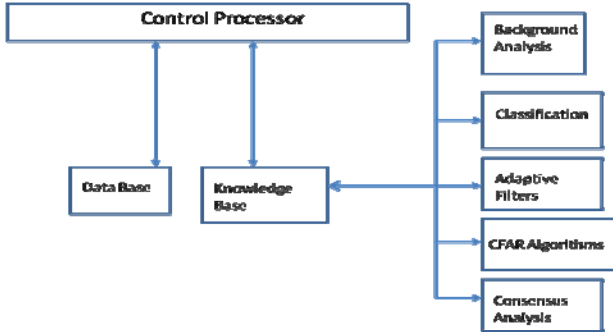 Control Processor
Background
Analysis
Classification
Data Base
Knowledge
Base
Adaptive
Filters
CFAR Algorithms
Consensus
Analysis